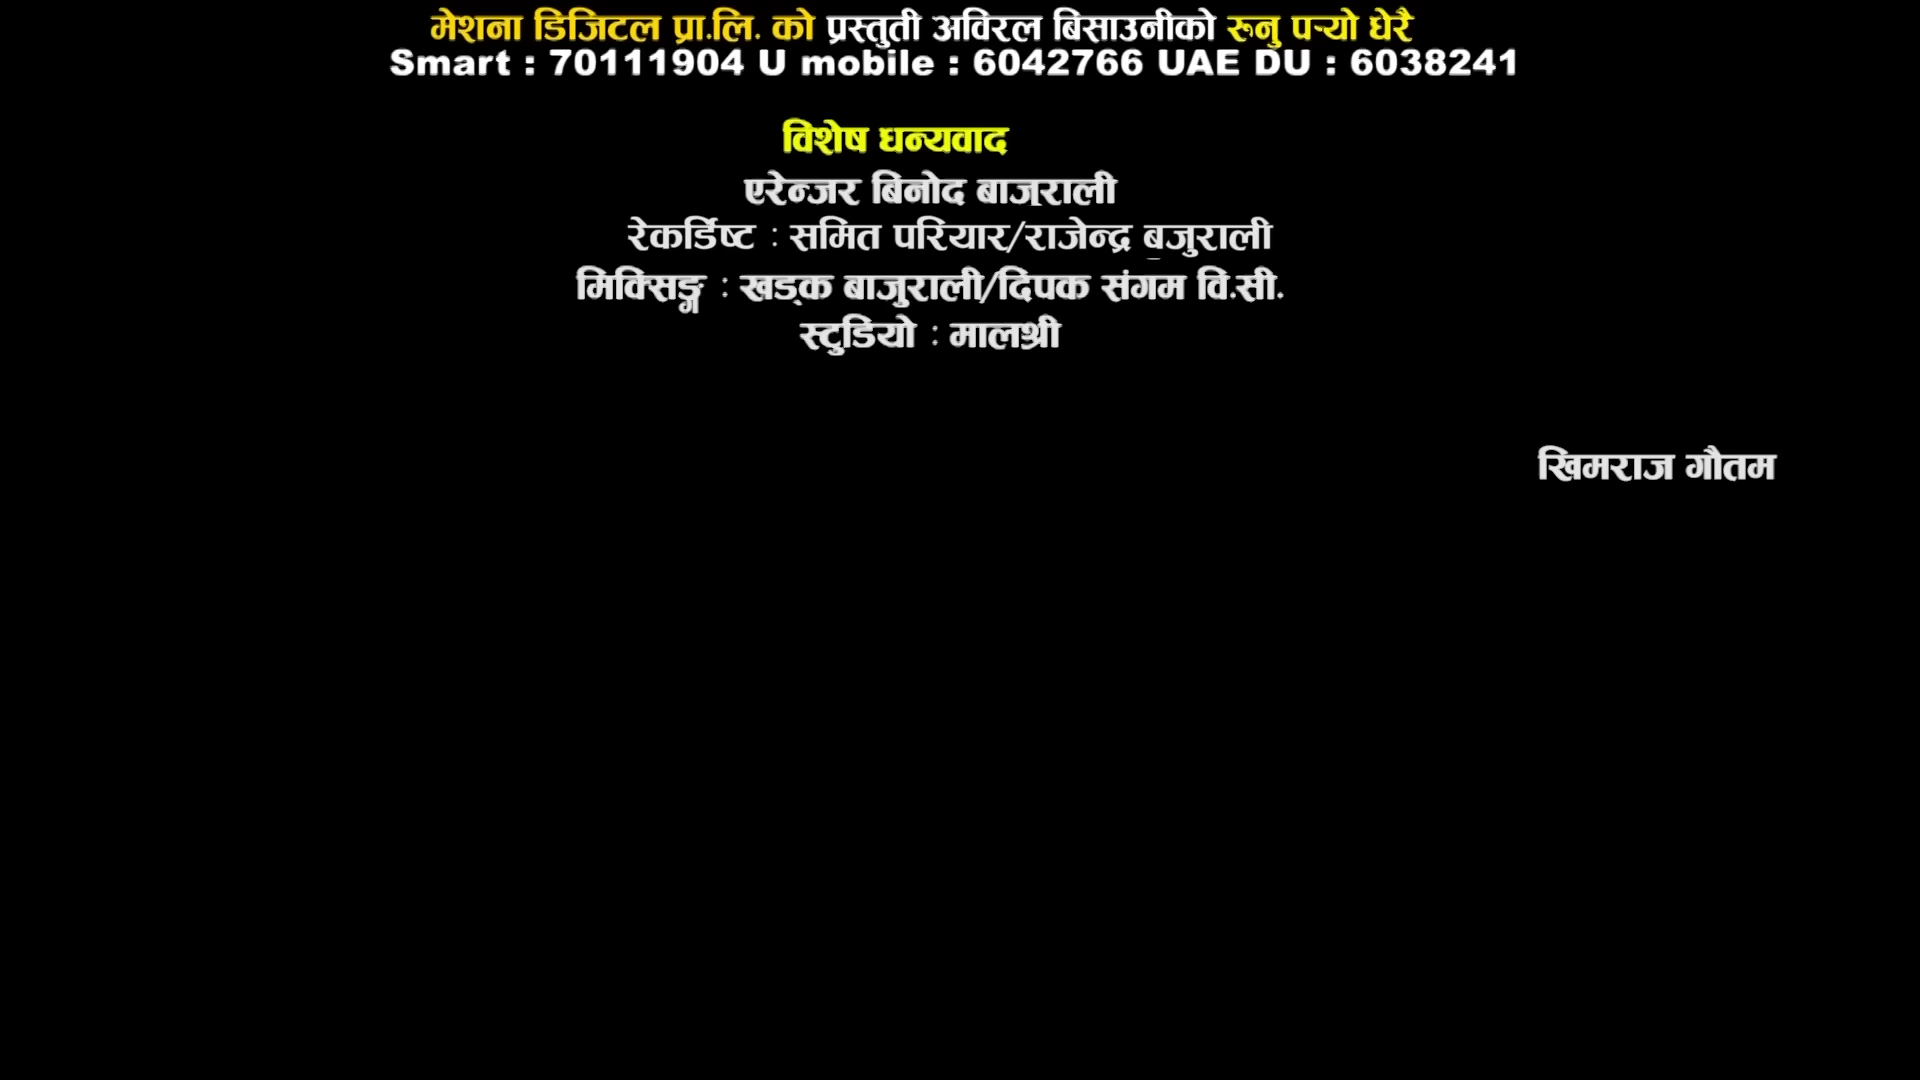 मेशना डिजिटल प्रा.लि. को प्रस्तुती अविरल बिसाउनीको रुनु पर्‍यो धेरै
Smart : 70111904 U mobile : 6042766 UAE DU : 6038241
विशेष धन्यवाद
एरेन्जर बिनोद बाजुराली
रेकर्डिष्ट : समित परियार/राजेन्द्र बजुराली
मिक्सिङ्ग : खड्क बाजुराली/दिपक संगम वि.सी.
स्टुडियो : मालश्री
खिमराज गौतम